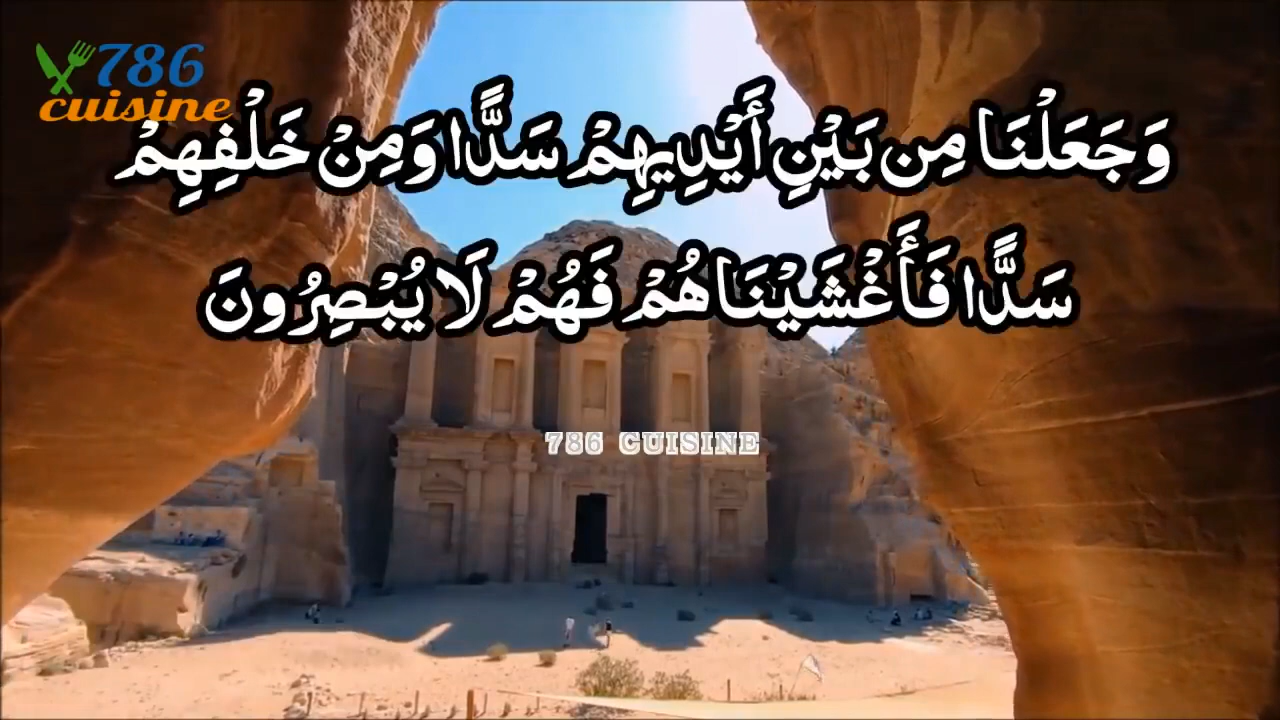 786
cuisine
وَجَعَلْنَا مِن بَيْنِ أَيْدِيهِمْ سَدًّا وَمِنْ خَلْفِهِمْ
سَدًّا فَأَغْشَيْنَاهُمْ فَهُمْ لَا يُبْصِرُونَ
786 CUISINE